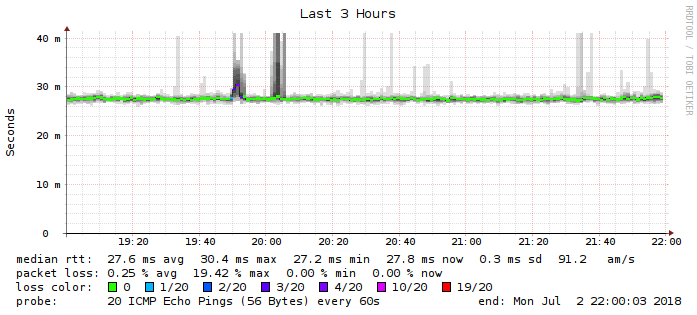 Last 3 Hours
RRDTOOL / TOBI OETIKER
Seconds
40 m
30 m
20 m
10 m
0
19:20 19:40 20:00 20:20 20:40 21:00 21:20 21:40 22:00
median rtt: 27.6 ms avg 30.4 ms max 27.2 ms min 27.8 ms now 0.3 ms sd 91.2 am/s
packet loss: 0.25 % avg 19.42 % max 0.00 % min 0.00 % now
loss color: 0 1/20 2/20 3/20 4/20 10/20 19/20
probe: 20 ICMP Echo Pings (56 Bytes) every 60s end: Mon Jul 2 22:00:03 2018